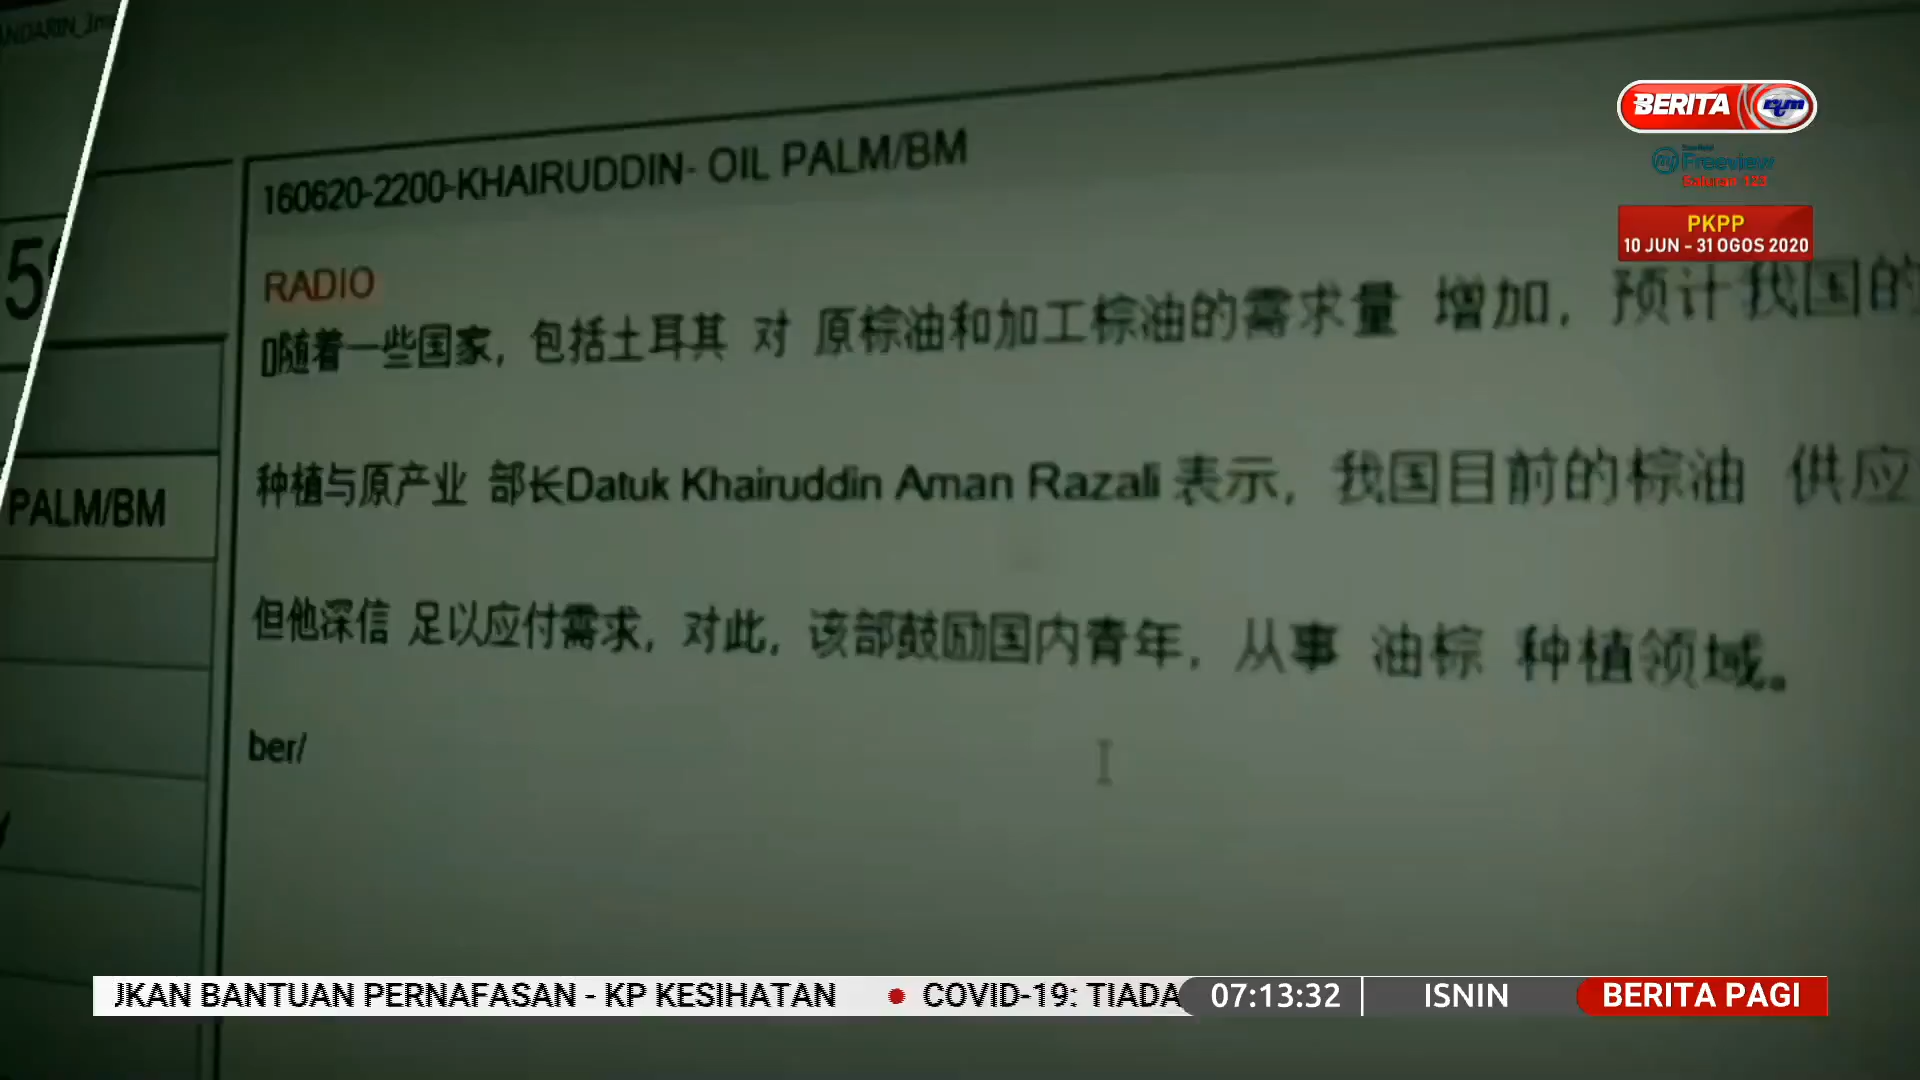 160620-2200-KHAIRUDDIN- OIL PALM/BM
RADIO
随着一些国家，包括土耳其 对 原棕油和加工棕油的需求量 增加，预计我国的
种植与原产业 部长Datuk Khairuddin Aman Razali 表示，我国目前的棕油 供应
但他深信 足以应付需求，对此，该部鼓励国内青年，从事 油棕 种植领域。
ber/
PALM/BM
BERITA rtm
Freeview
Saluran 123
PKPP
10 JUN - 31 OGOS 2020
JKAN BANTUAN PERNAFASAN - KP KESIHATAN • COVID-19: TIADA 07:13:32 ISNIN BERITA PAGI